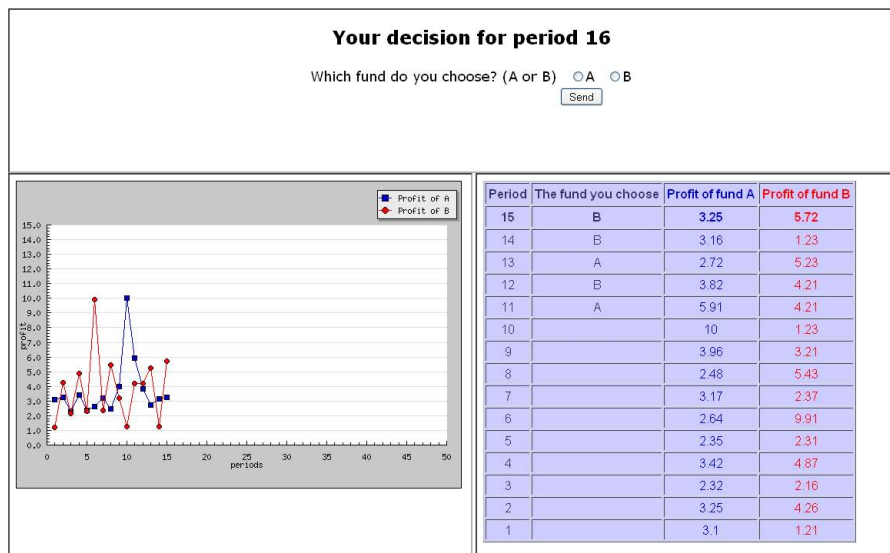 Your decision for period 16
Which fund do you choose? (A or B) A B
Send
Profit of A
Profit of B
15.0
14.0
13.0
12.0
11.0
10.0
9.0
8.0
7.0
6.0
5.0
4.0
3.0
2.0
1.0
0.0
profit
0 5 10 15 20 25 30 35 40 45 50
periods
Period The fund you choose Profit of fund A Profit of fund B
15 B 3.25 5.72
14 B 3.16 1.23
13 A 2.72 5.23
12 B 3.82 4.21
11 A 5.91 4.21
10 10 1.23
9 3.96 3.21
8 2.48 5.43
7 3.17 2.37
6 2.64 9.91
5 2.35 2.31
4 3.42 4.87
3 2.32 2.16
2 3.25 4.26
1 3.1 1.21